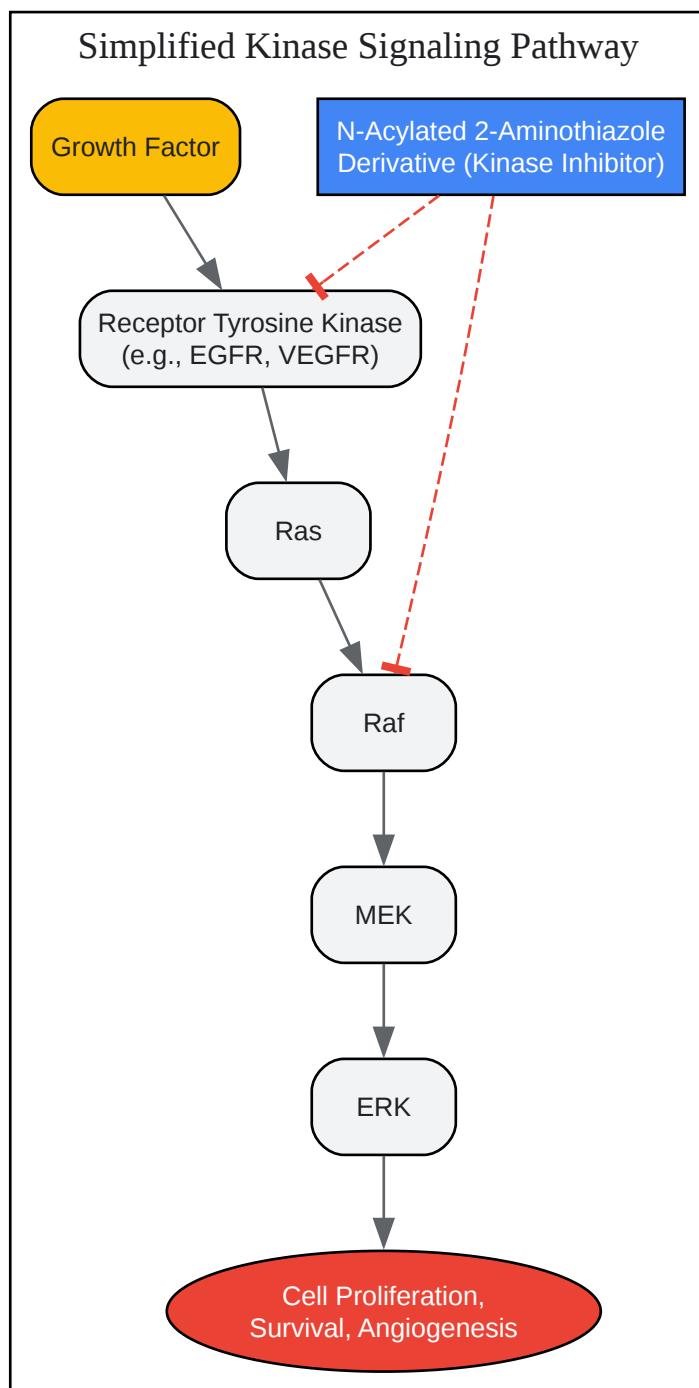 Simplified Kinase Signaling Pathway
Growth Factor
N-Acylated 2-Aminothiazole
Derivative (Kinase Inhibitor)
Receptor Tyrosine Kinase
(e.g., EGFR, VEGFR)
Ras
Raf
MEK
ERK
Cell Proliferation,
Survival, Angiogenesis